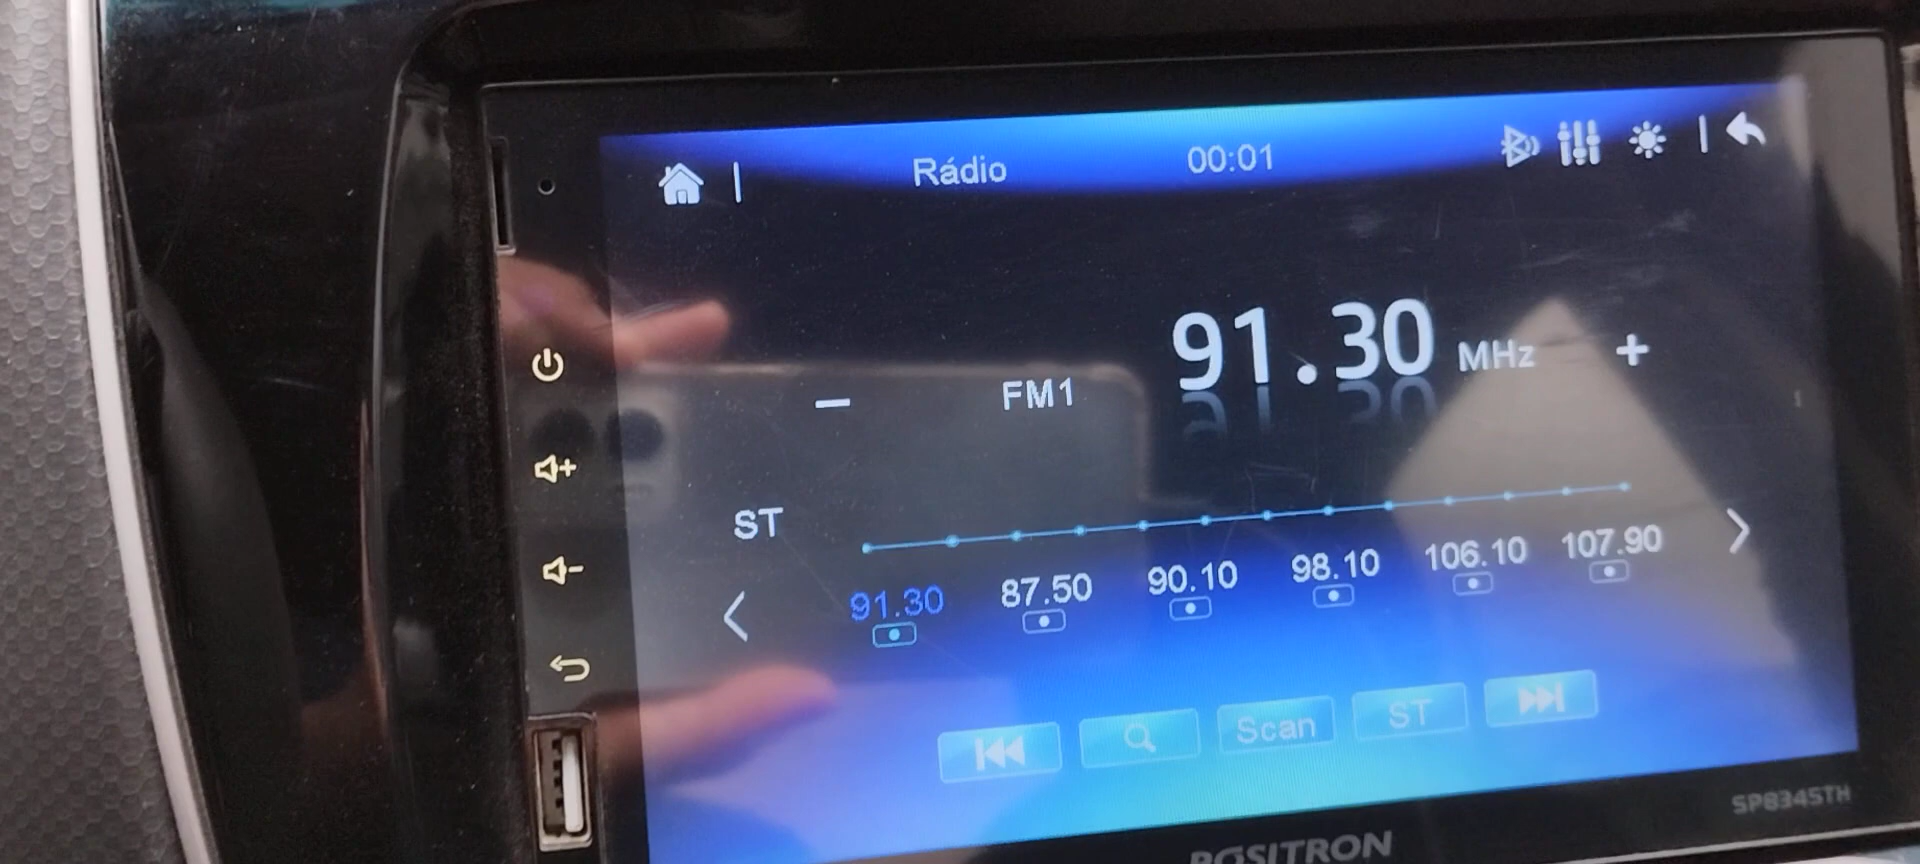 Rádio 00:01
FM1 91.30 MHz
ST
91.30 87.50 90.10 98.10 106.10 107.90
Scan ST
SP8345TH
PÓSITRON